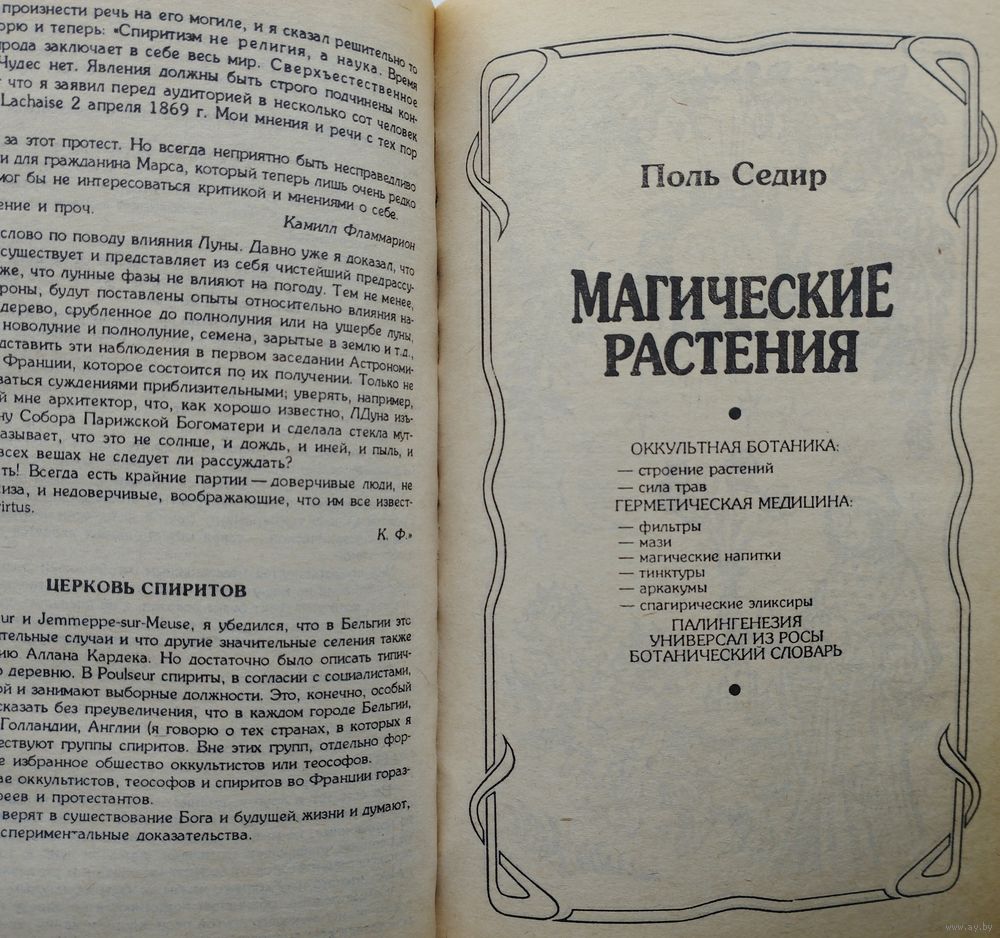 произнести речь на его могиле, и я сказал решительно то
орю и теперь: «Спиритизм не религия, а наука. Время
рода заключает в себе весь мир. Сверхъестественное
Чудес нет. Явления должны быть строго подчинены кон-
что я заявил перед аудиторией в несколько сот человек
Lachaise 2 апреля 1869 г. Мои мнения и речи с тех пор
за этот протест. Но всегда неприятно быть несправедливо
и для гражданина Марса, который теперь лишь очень редко
мог бы не интересоваться критикой и мнениями о себе.
ение и проч.
Камилл Фламмарион
слово по поводу влияния Луны. Давно уже я доказал, что
существует и представляет из себя чистейший предрассу-
же, что лунные фазы не влияют на погоду. Тем не менее,
роны, будут поставлены опыты относительно влияния на-
дерево, срубленное до полнолуния или на ущербе луны,
новолуние и полнолуние, семена, зарытые в землю и т.д.,
дставить эти наблюдения в первом заседании Астрономи-
Франции, которое состоится по их получении. Только не
ваться суждениями приблизительными; уверять, например,
й мне архитектор, что, как хорошо известно, ЛДуна изъ-
ну Собора Парижской Богоматери и сделала стекла мут-
азывает, что это не солнце, и дождь, и иней, и пыль, и
всех вещах не следует ли рассуждать?
ть! Всегда есть крайние партии — доверчивые люди, не
иза, и недоверчивые, воображающие, что им все извест-
virtus.
К. Ф.»
ЦЕРКОВЬ СПИРИТОВ
ur и Jemmeppe-sur-Meuse, я убедился, что в Бельгии это
ительные случаи и что другие значительные селения также
ию Аллана Кардека. Но достаточно было описать типич-
ю деревню. В Poulseur спириты, в согласии с социалистами,
ой и занимают выборные должности. Это, конечно, особый
сказать без преувеличения, что в каждом городе Бельгии,
Голландии, Англии (я говорю о тех странах, в которых я
ествуют группы спиритов. Вне этих групп, отдельно фор-
е избранное общество оккультистов или теософов.
ае оккультистов, теософов и спиритов во Франции гораз-
реев и протестантов.
верят в существование Бога и будущей жизни и думают,
спериментальные доказательства.
Поль Седир
МАГИЧЕСКИЕ
РАСТЕНИЯ
•
ОККУЛЬТНАЯ БОТАНИКА:
— строение растений
— сила трав
ГЕРМЕТИЧЕСКАЯ МЕДИЦИНА:
— фильтры
— мази
— магические напитки
— тинктуры
— аркакумы
— спагирические эликсиры
ПАЛИНГЕНЕЗИЯ
УНИВЕРСАЛ ИЗ РОСЫ
БОТАНИЧЕСКИЙ СЛОВАРЬ
•
www.ay.by